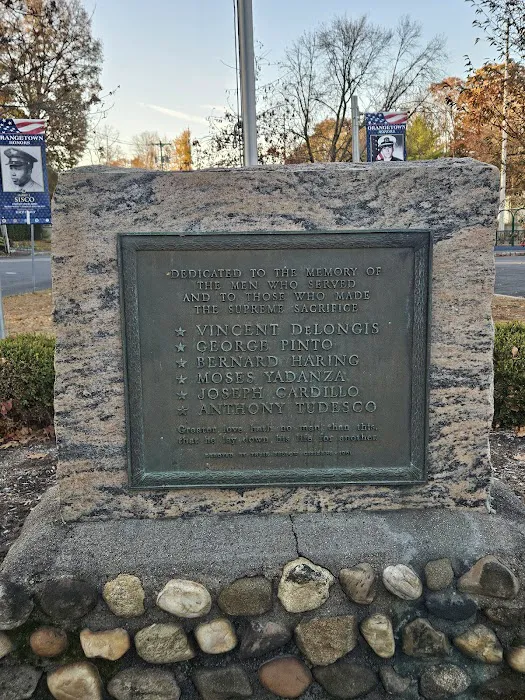 ORANGETOWN
HONORS
SISCO
ORANGETOWN
HONORS
DEDICATED TO THE MEMORY OF
THE MEN WHO SERVED
AND TO THOSE WHO MADE
THE SUPREME SACRIFICE
★ VINCENT DELONGIS
★ GEORGE PINTO
★ BERNARD HARING
★ MOSES YADANZA
★ JOSEPH CARDILLO
★ ANTHONY TUDESCO
Greater love hath no man than this,
that he lay down his life for another